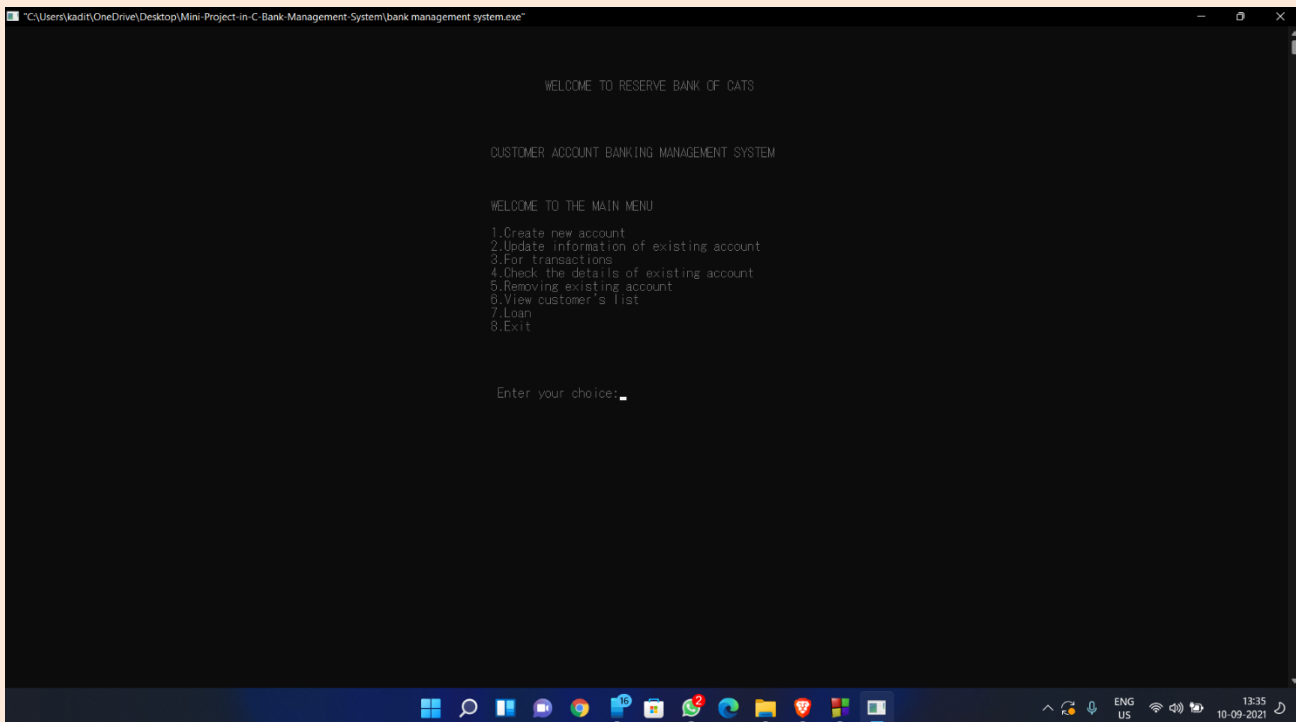 "C:\Users\kadit\OneDrive\Desktop\Mini-Project-in-C-Bank-Management-System\bank management system.exe"
WELCOME TO RESERVE BANK OF CATS
CUSTOMER ACCOUNT BANKING MANAGEMENT SYSTEM
WELCOME TO THE MAIN MENU
1.Create new account
2.Update information of existing account
3.For transactions
4.Check the details of existing account
5.Removing existing account
6.View customer's list
7.Loan
8.Exit
Enter your choice:
16
2
ENG
US
13:35
10-09-2021